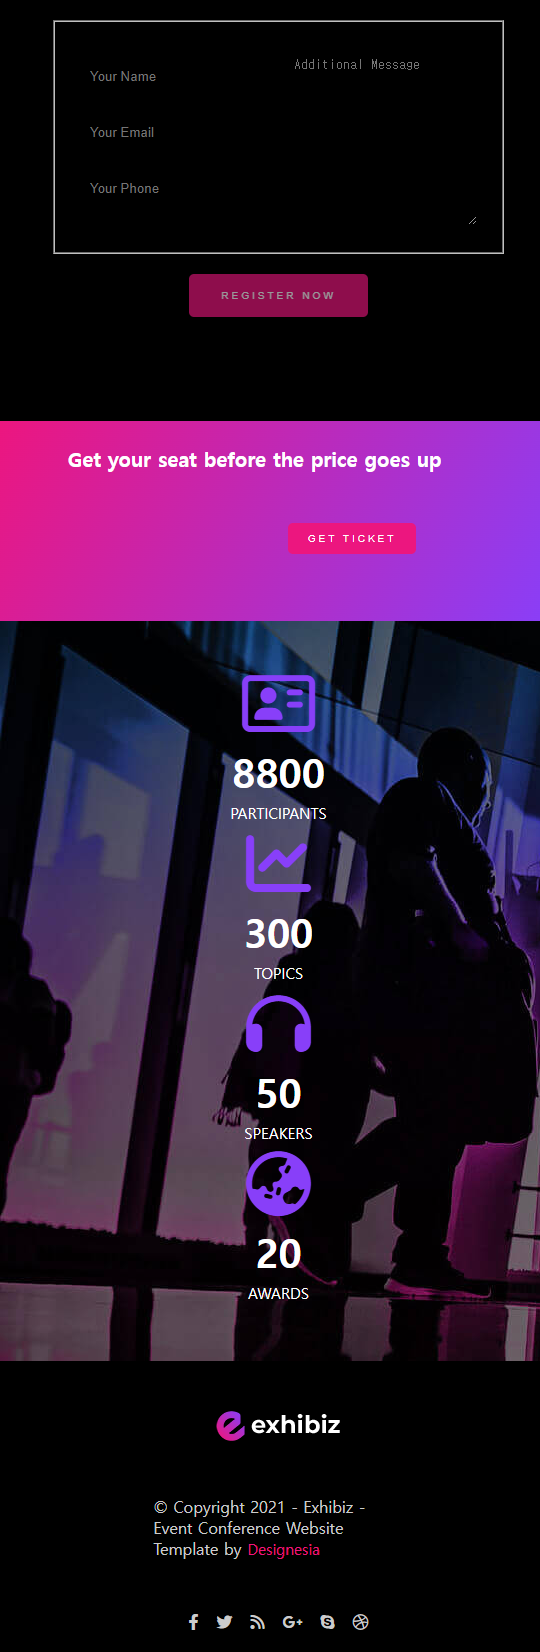 Your Name
Additional Message
Your Email
Your Phone
REGISTER NOW
Get your seat before the price goes up
GET TICKET
8800
PARTICIPANTS
300
TOPICS
50
SPEAKERS
20
AWARDS
exhibiz
© Copyright 2021 - Exhibiz -
Event Conference Website
Template by Designesia